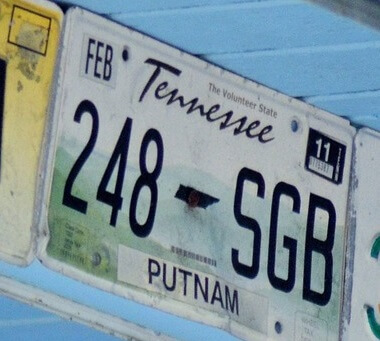 FEB
Tennessee
The Volunteer State
11
248-SGB
PUTNAM